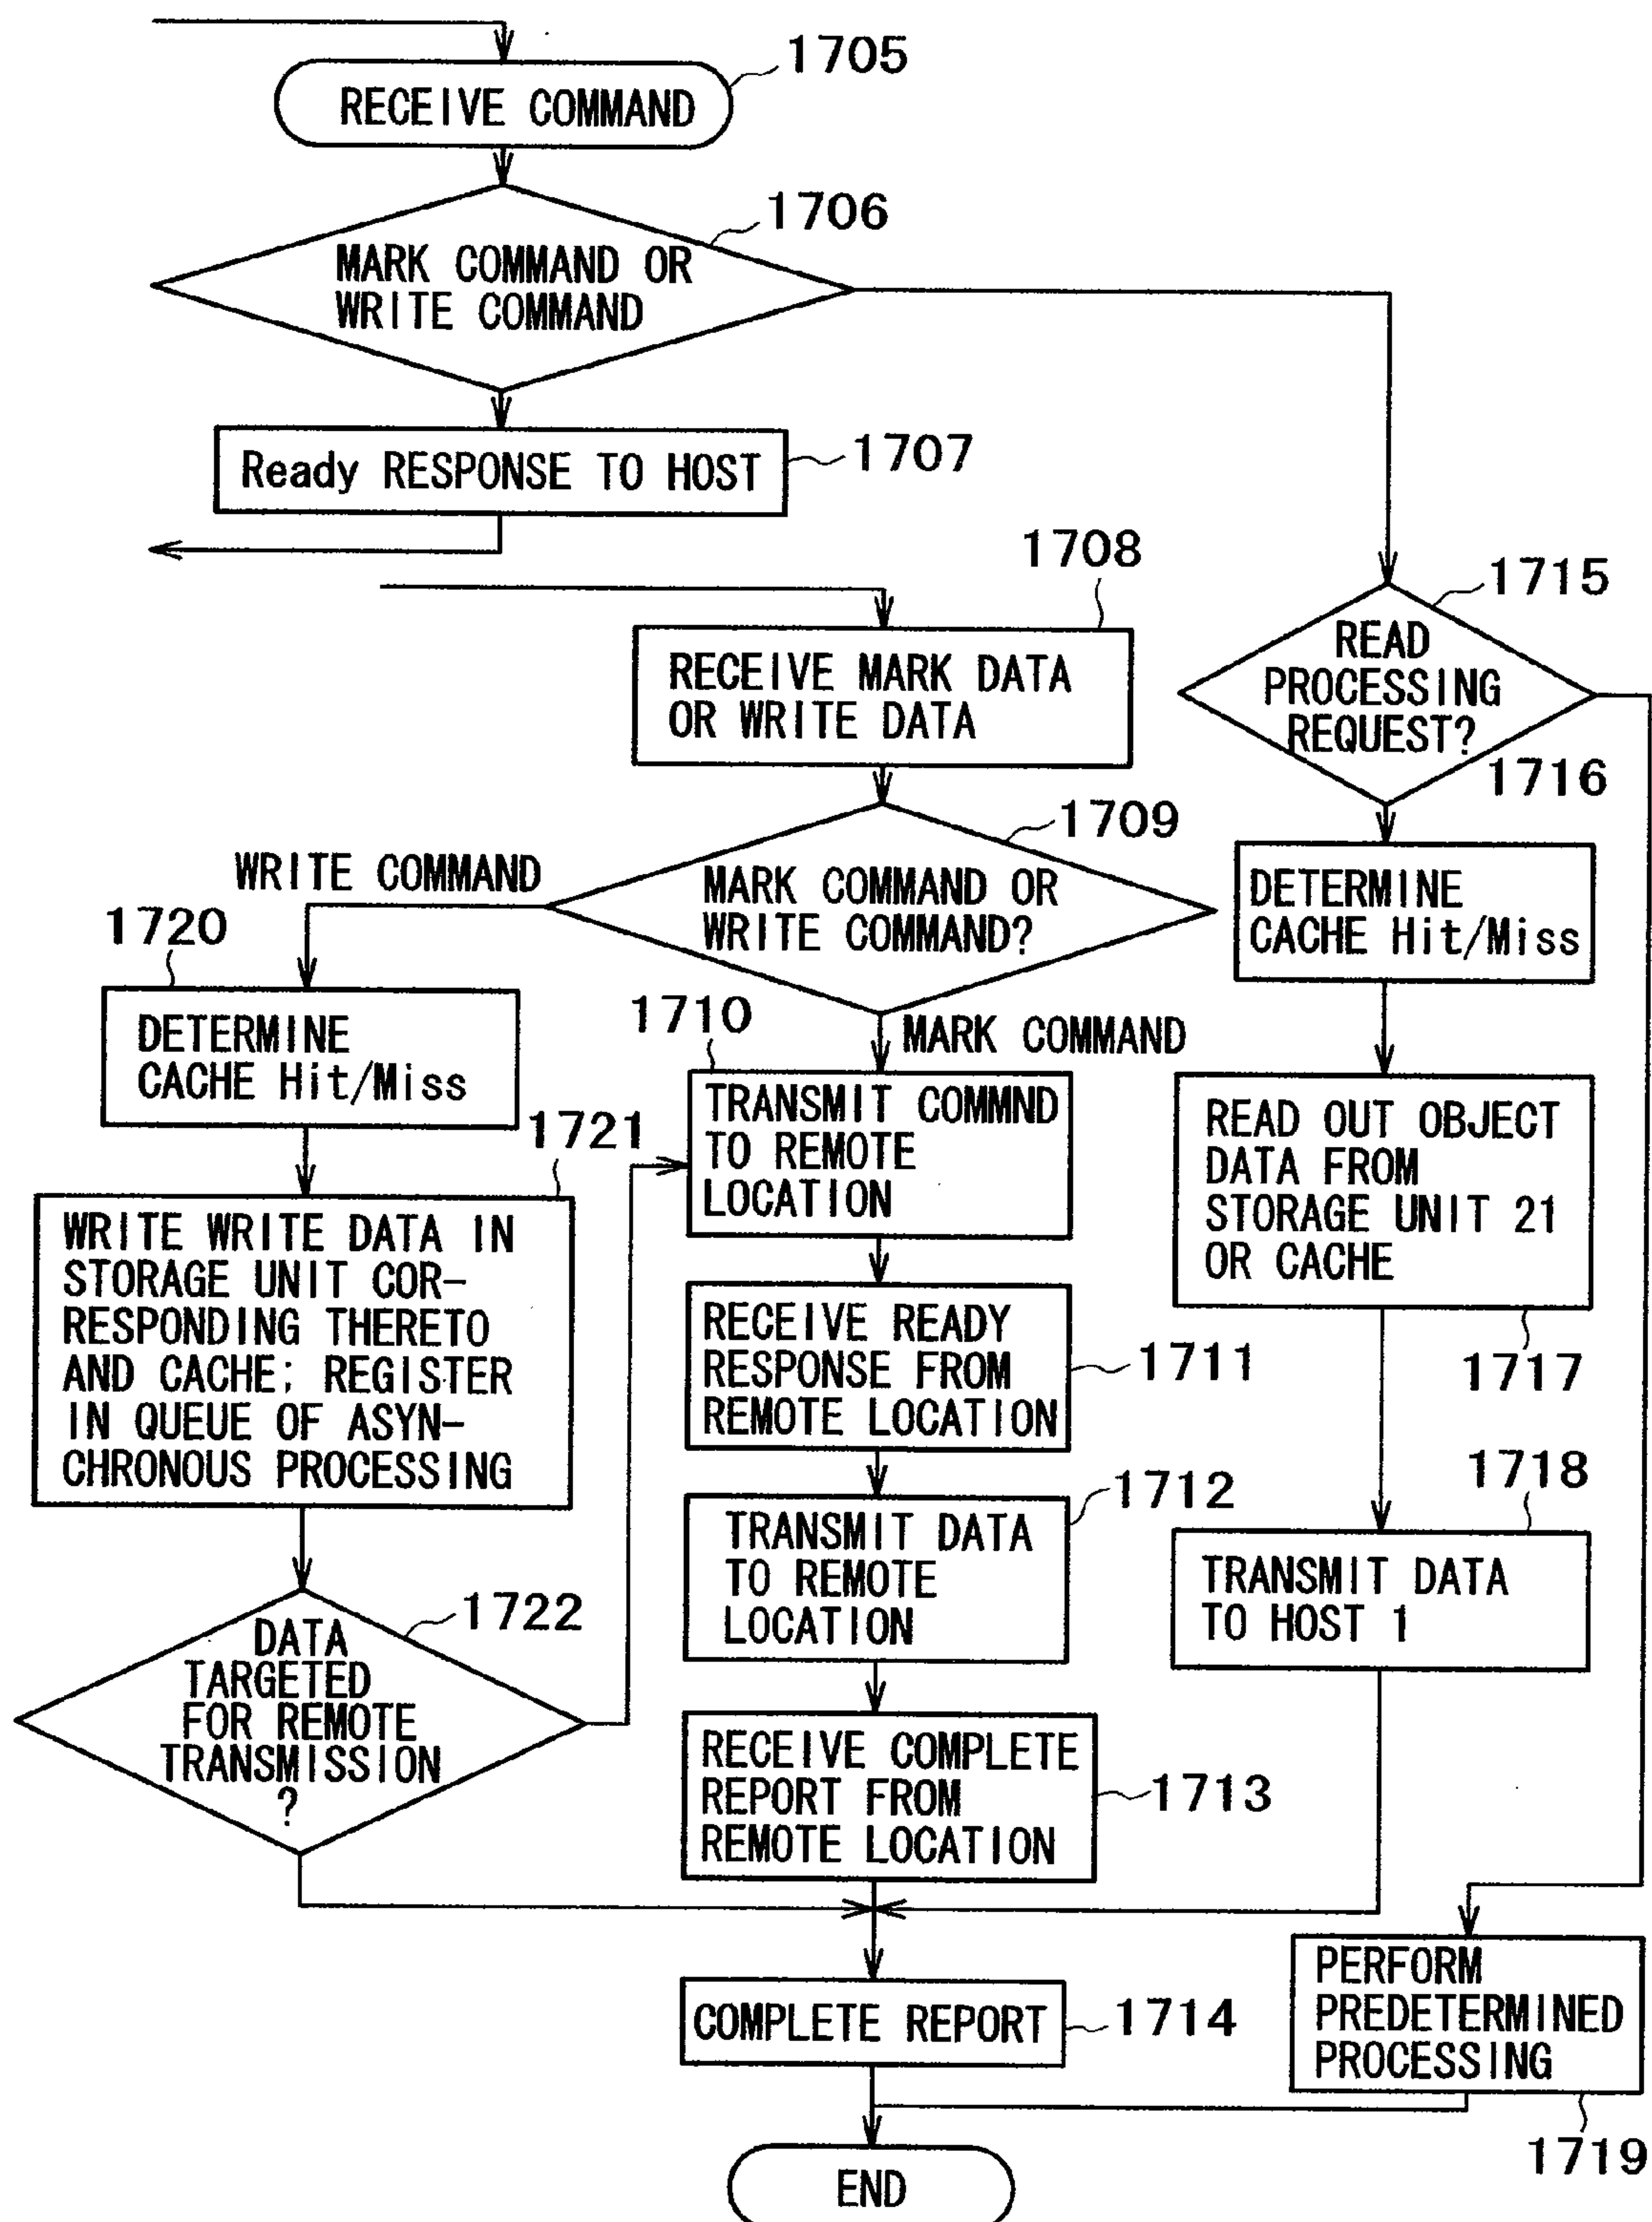 1705
RECEIVE COMMAND
1706
MARK COMMAND OR
WRITE COMMAND
Ready RESPONSE TO HOST
1707
1708
RECEIVE MARK DATA
OR WRITE DATA
1715
READ
PROCESSING
REQUEST?
1716
1709
MARK COMMAND OR
WRITE COMMAND?
WRITE COMMAND
MARK COMMAND
DETERMINE
CACHE Hit/Miss
1720
DETERMINE
CACHE Hit/Miss
1710
TRANSMIT COMMND
TO REMOTE
LOCATION
READ OUT OBJECT
DATA FROM
STORAGE UNIT 21
OR CACHE
1717
1721
WRITE WRITE DATA IN
STORAGE UNIT COR-
RESPONDING THERETO
AND CACHE; REGISTER
IN QUEUE OF ASYN-
CHRONOUS PROCESSING
RECEIVE READY
RESPONSE FROM
REMOTE LOCATION
1711
1712
TRANSMIT DATA
TO REMOTE
LOCATION
1718
TRANSMIT DATA
TO HOST 1
1722
DATA
TARGETED
FOR REMOTE
TRANSMISSION
?
RECEIVE COMPLETE
REPORT FROM
REMOTE LOCATION
1713
COMPLETE REPORT
1714
PERFORM
PREDETERMINED
PROCESSING
1719
END